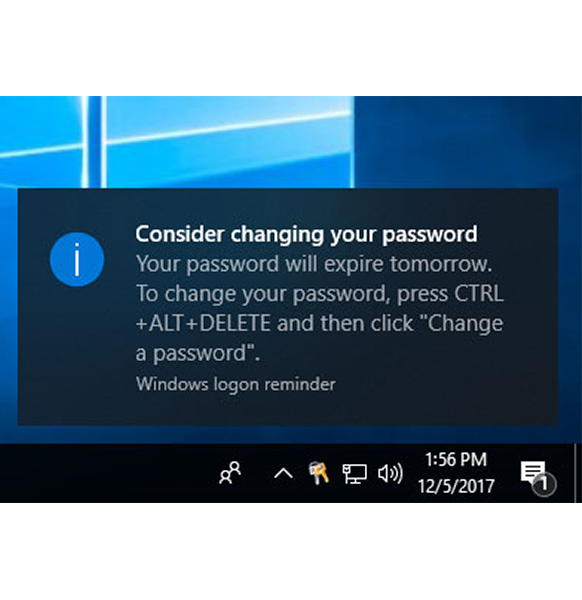 Consider changing your password
Your password will expire tomorrow.
To change your password, press CTRL
+ALT+DELETE and then click "Change
a password".
Windows logon reminder
1:56 PM
12/5/2017
1